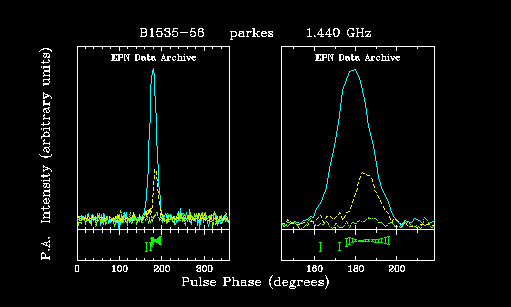 B1535−56 parkes 1.440 GHz
EPN Data Archive EPN Data Archive
P.A. Intensity (arbitrary units)
0 100 200 300 160 180 200
Pulse Phase (degrees)